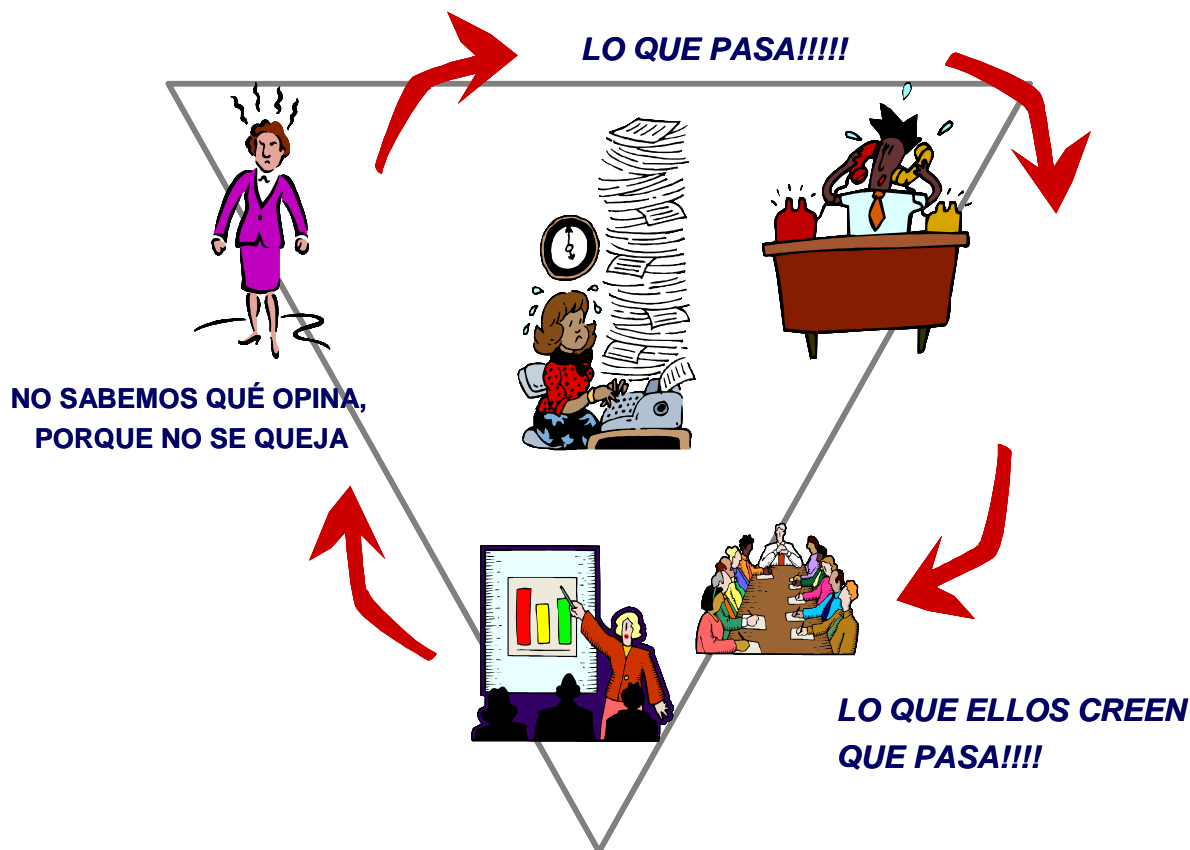 LO QUE PASA!!!!!
NO SABEMOS QUÉ OPINA,
PORQUE NO SE QUEJA
LO QUE ELLOS CREEN
QUE PASA!!!!